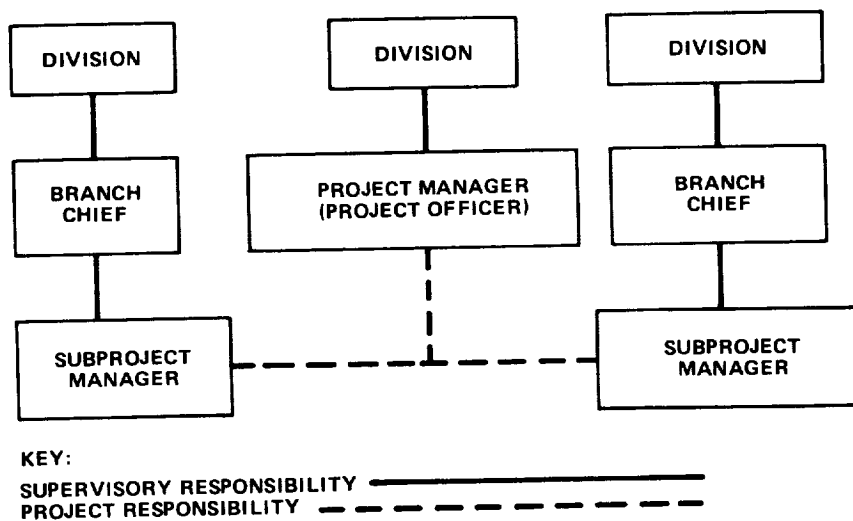 DIVISION
DIVISION
DIVISION
BRANCH
CHIEF
PROJECT MANAGER
(PROJECT OFFICER)
BRANCH
CHIEF
SUBPROJECT
MANAGER
SUBPROJECT
MANAGER
KEY:
SUPERVISORY RESPONSIBILITY
PROJECT RESPONSIBILITY